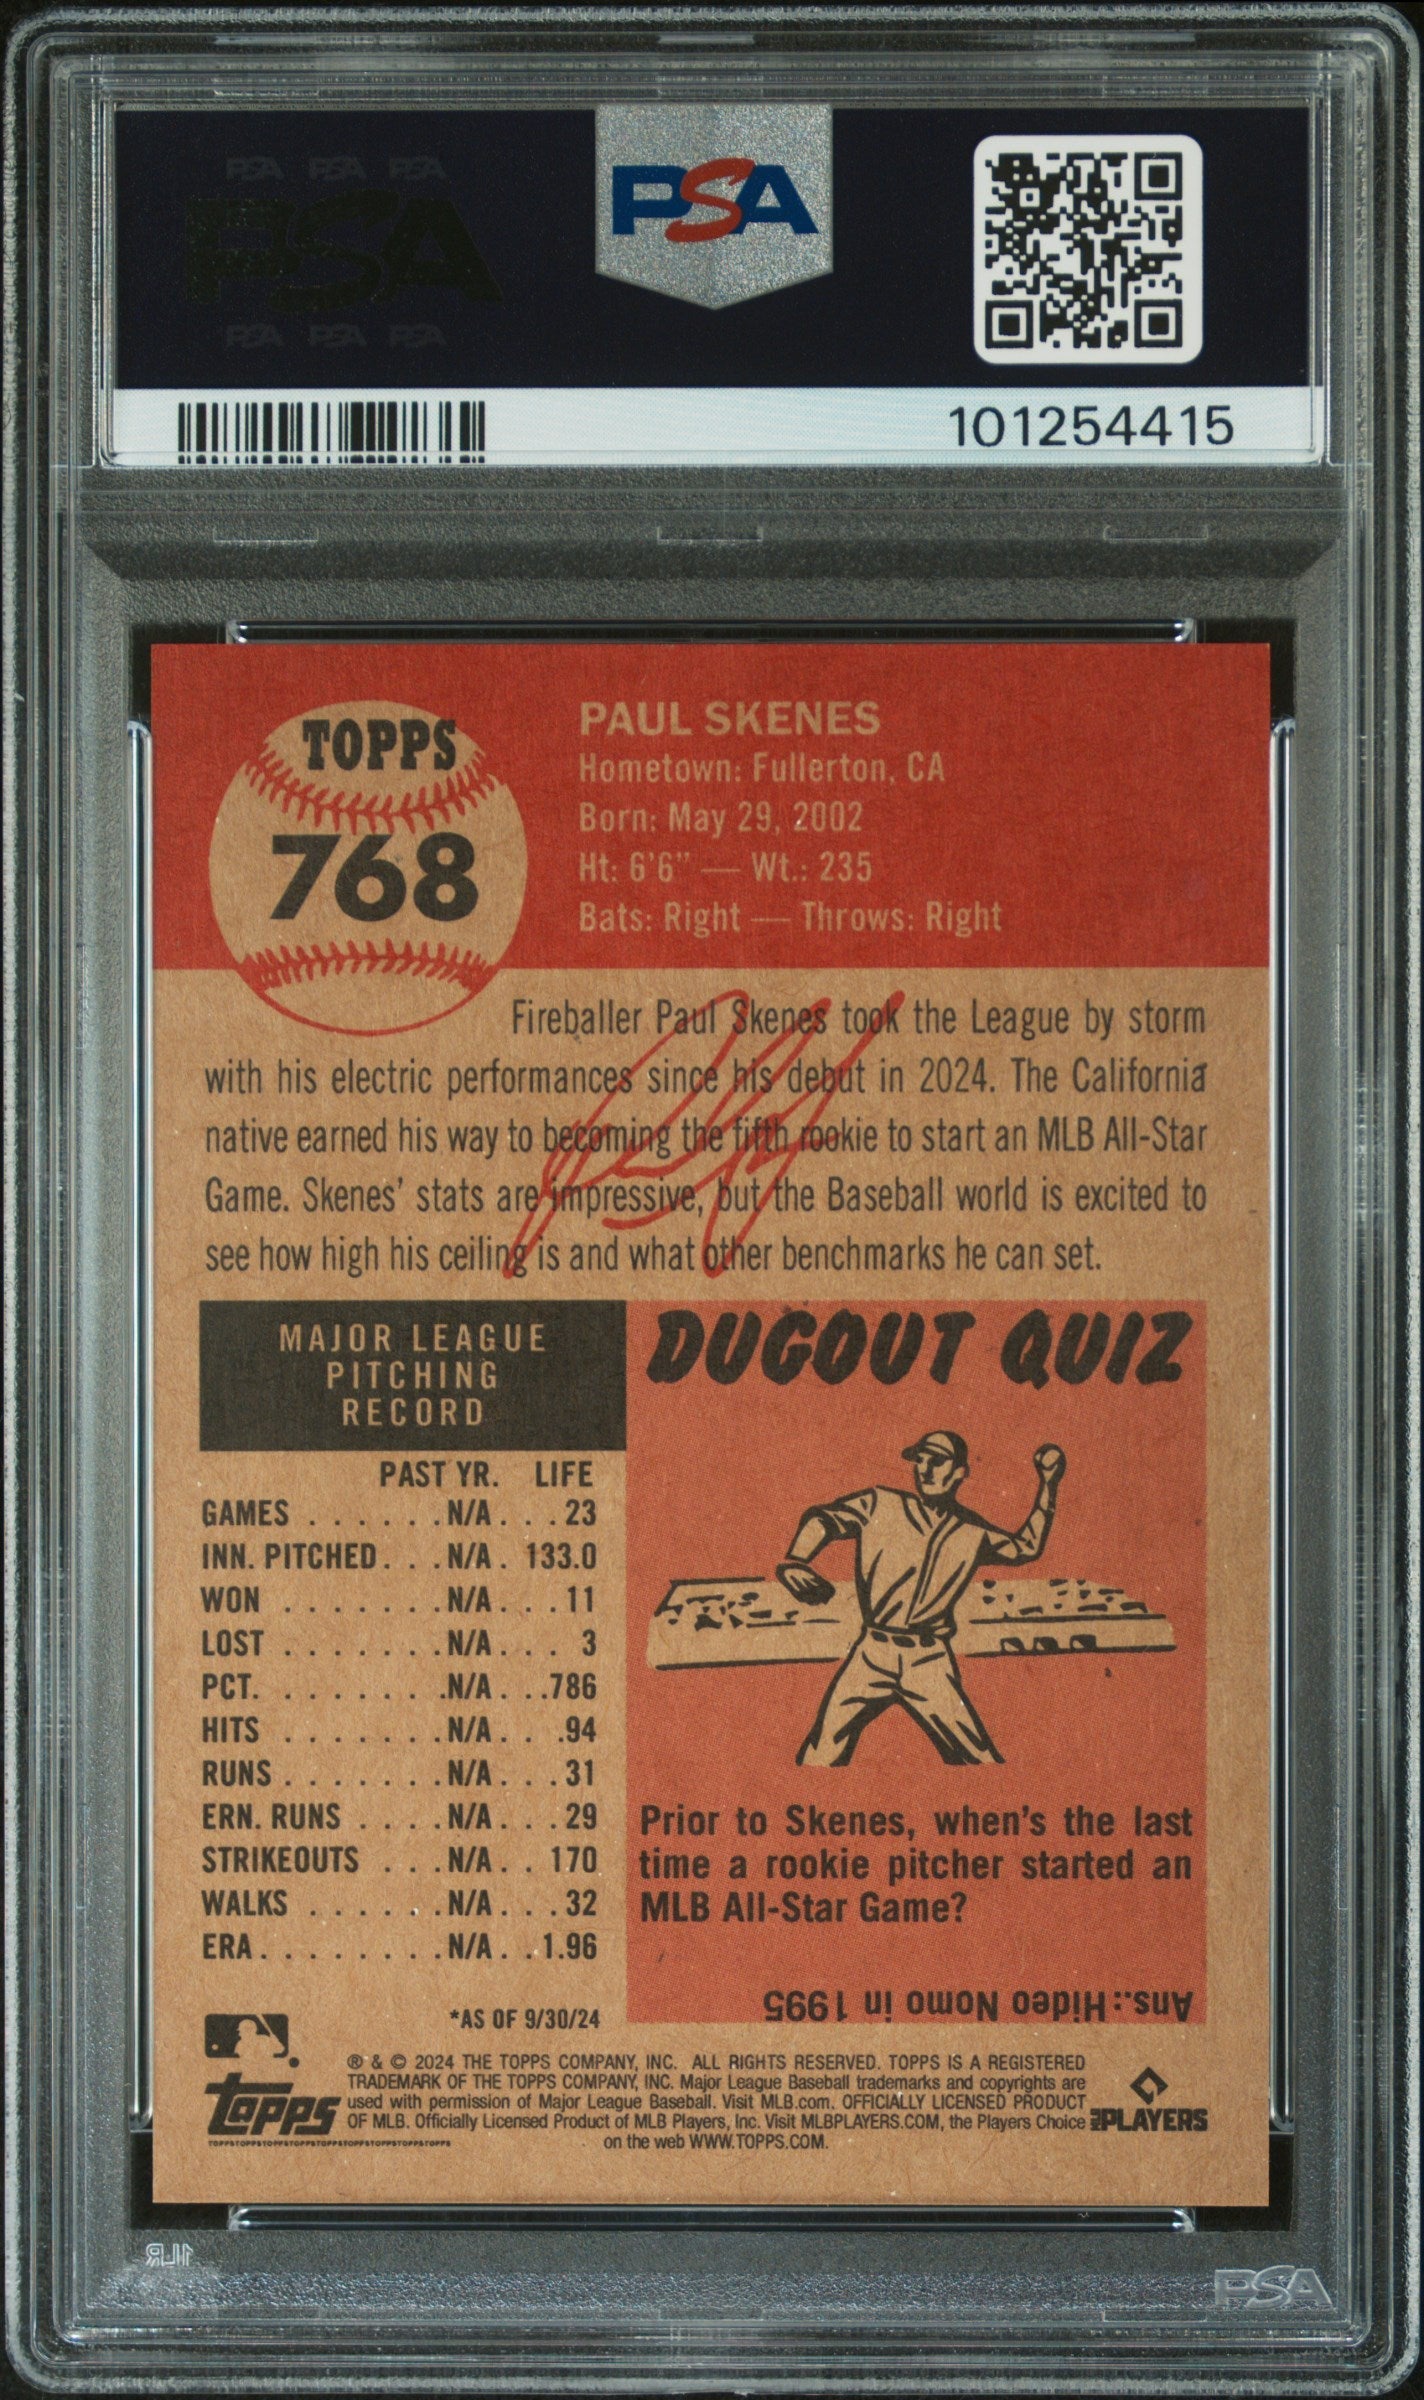 PSA PSA PSA
PSA
PSA
PSA PSA PSA
101254415
TOPPS
768
PAUL SKENES
Hometown: Fullerton, CA
Born: May 29, 2002
Ht: 6'6" — Wt.: 235
Bats: Right — Throws: Right
Fireballer Paul Skenes took the League by storm
with his electric performances since his debut in 2024. The California
native earned his way to becoming the fifth rookie to start an MLB All-Star
Game. Skenes' stats are impressive, but the Baseball world is excited to
see how high his ceiling is and what other benchmarks he can set.
MAJOR LEAGUE
PITCHING
RECORD
PAST YR. LIFE
GAMES . . . . . . N/A . . . 23
INN. PITCHED . . . N/A . 133.0
WON . . . . . . . N/A . . . 11
LOST . . . . . . . N/A . . . 3
PCT. . . . . . . . N/A . . .786
HITS . . . . . . . N/A . . . 94
RUNS . . . . . . . N/A . . . 31
ERN. RUNS . . . . N/A . . . 29
STRIKEOUTS . . . N/A . . 170
WALKS . . . . . . N/A . . . 32
ERA . . . . . . . . N/A . . 1.96
*AS OF 9/30/24
DUGOUT QUIZ
Prior to Skenes, when's the last
time a rookie pitcher started an
MLB All-Star Game?
Ans.: Hideo Nomo in 1995
® & © 2024 THE TOPPS COMPANY, INC. ALL RIGHTS RESERVED. TOPPS IS A REGISTERED
TRADEMARK OF THE TOPPS COMPANY, INC. Major League Baseball trademarks and copyrights are
used with permission of Major League Baseball. Visit MLB.com. OFFICIALLY LICENSED PRODUCT
OF MLB. Officially Licensed Product of MLB Players, Inc. Visit MLBPLAYERS.COM, the Players Choice
on the web WWW.TOPPS.COM.
Topps
TOPPSTOPPSTOPPSTOPPSTOPPSTOPPSTOPPSTOPPSTOPPS
PLAYERS
1LR
PSA